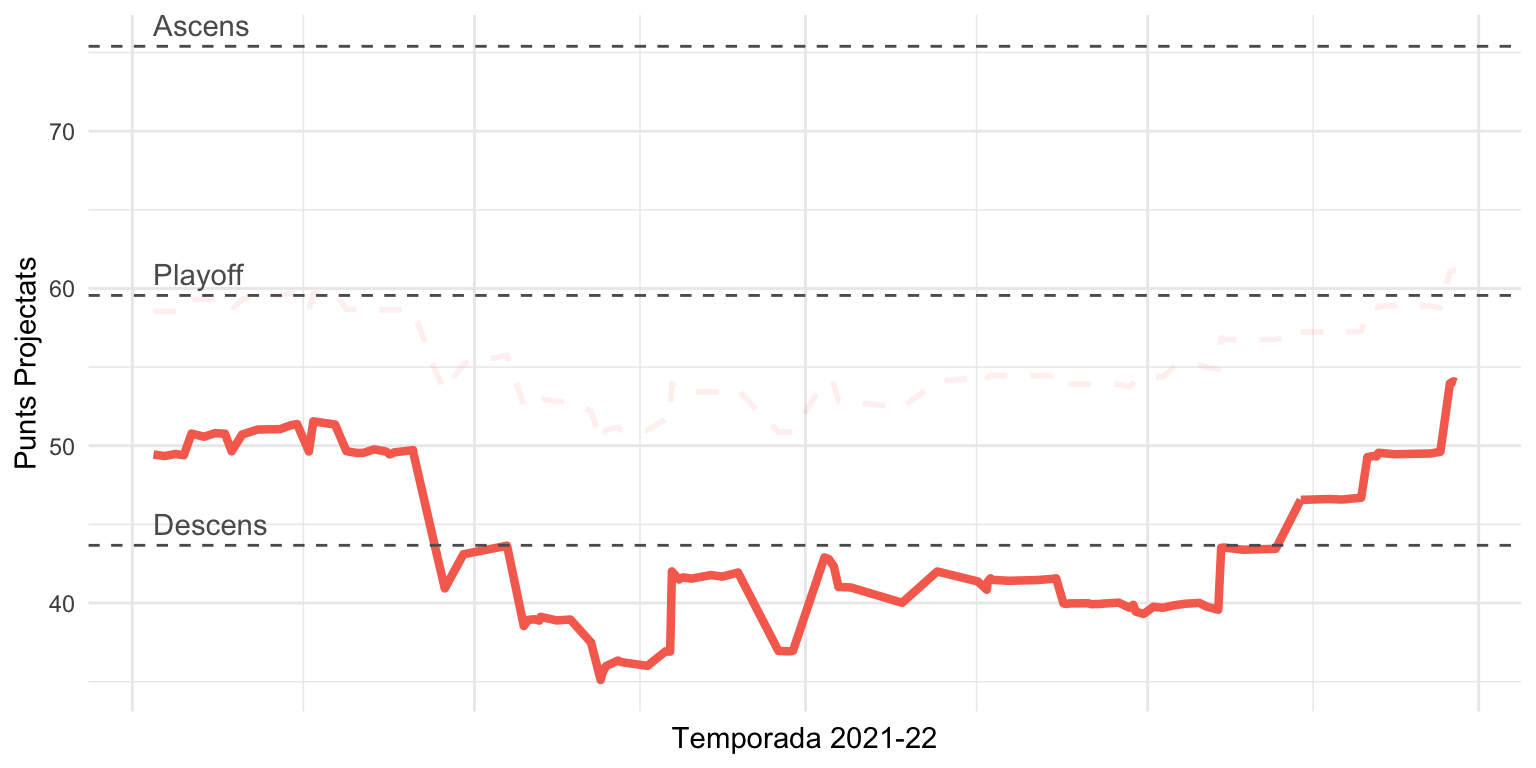 Ascens
70
Playoff
60
50
Descens
40
Punts Projectats
Temporada 2021-22